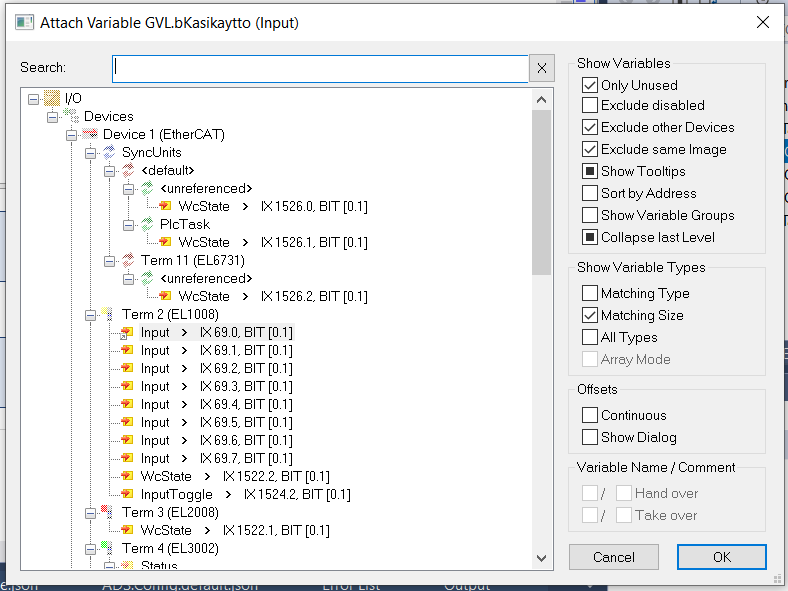 Attach Variable GVL.bKasikaytto (Input)
Search:
I/O
Devices
Device 1 (EtherCAT)
SyncUnits
<default>
<unreferenced>
WcState > IX 1526.0, BIT [0.1]
PlcTask
WcState > IX 1526.1, BIT [0.1]
Term 11 (EL6731)
<unreferenced>
WcState > IX 1526.2, BIT [0.1]
Term 2 (EL1008)
Input > IX 69.0, BIT [0.1]
Input > IX 69.1, BIT [0.1]
Input > IX 69.2, BIT [0.1]
Input > IX 69.3, BIT [0.1]
Input > IX 69.4, BIT [0.1]
Input > IX 69.5, BIT [0.1]
Input > IX 69.6, BIT [0.1]
Input > IX 69.7, BIT [0.1]
WcState > IX 1522.2, BIT [0.1]
InputToggle > IX 1524.2, BIT [0.1]
Term 3 (EL2008)
WcState > IX 1522.1, BIT [0.1]
Term 4 (EL3002)
Status
Show Variables
Only Unused
Exclude disabled
Exclude other Devices
Exclude same Image
Show Tooltips
Sort by Address
Show Variable Groups
Collapse last Level
Show Variable Types
Matching Type
Matching Size
All Types
Array Mode
Offsets
Continuous
Show Dialog
Variable Name / Comment
/ Hand over
/ Take over
Cancel
OK
ADS.Config.default.json
Error List
Output